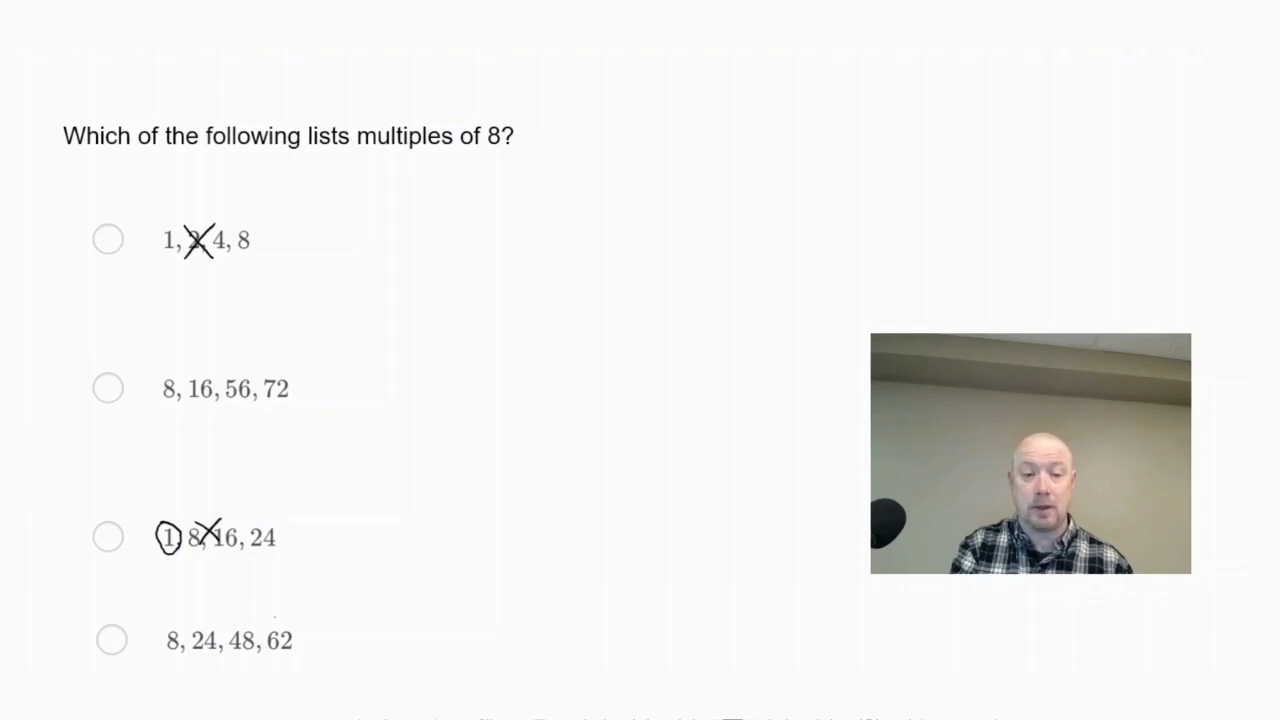 Which of the following lists multiples of 8?
1, 2, 4, 8
8, 16, 56, 72
1, 8, 16, 24
8, 24, 48, 62